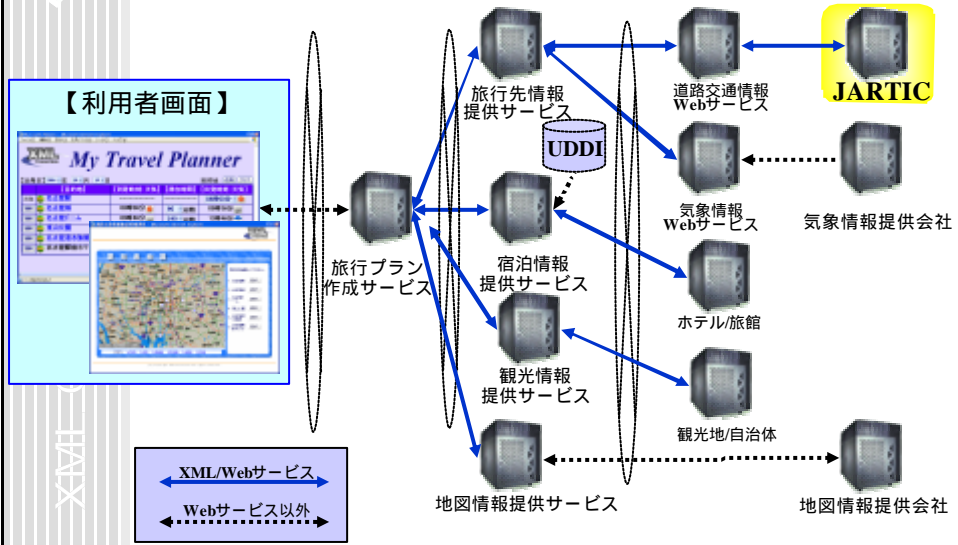 【利用者画面】
XML
My Travel Planner
旅行プラン
作成サービス
旅行先情報
提供サービス
UDDI
宿泊情報
提供サービス
観光情報
提供サービス
地図情報提供サービス
道路交通情報
Webサービス
気象情報
Webサービス
ホテル/旅館
観光地/自治体
JARTIC
気象情報提供会社
地図情報提供会社
XML/Webサービス
Webサービス以外